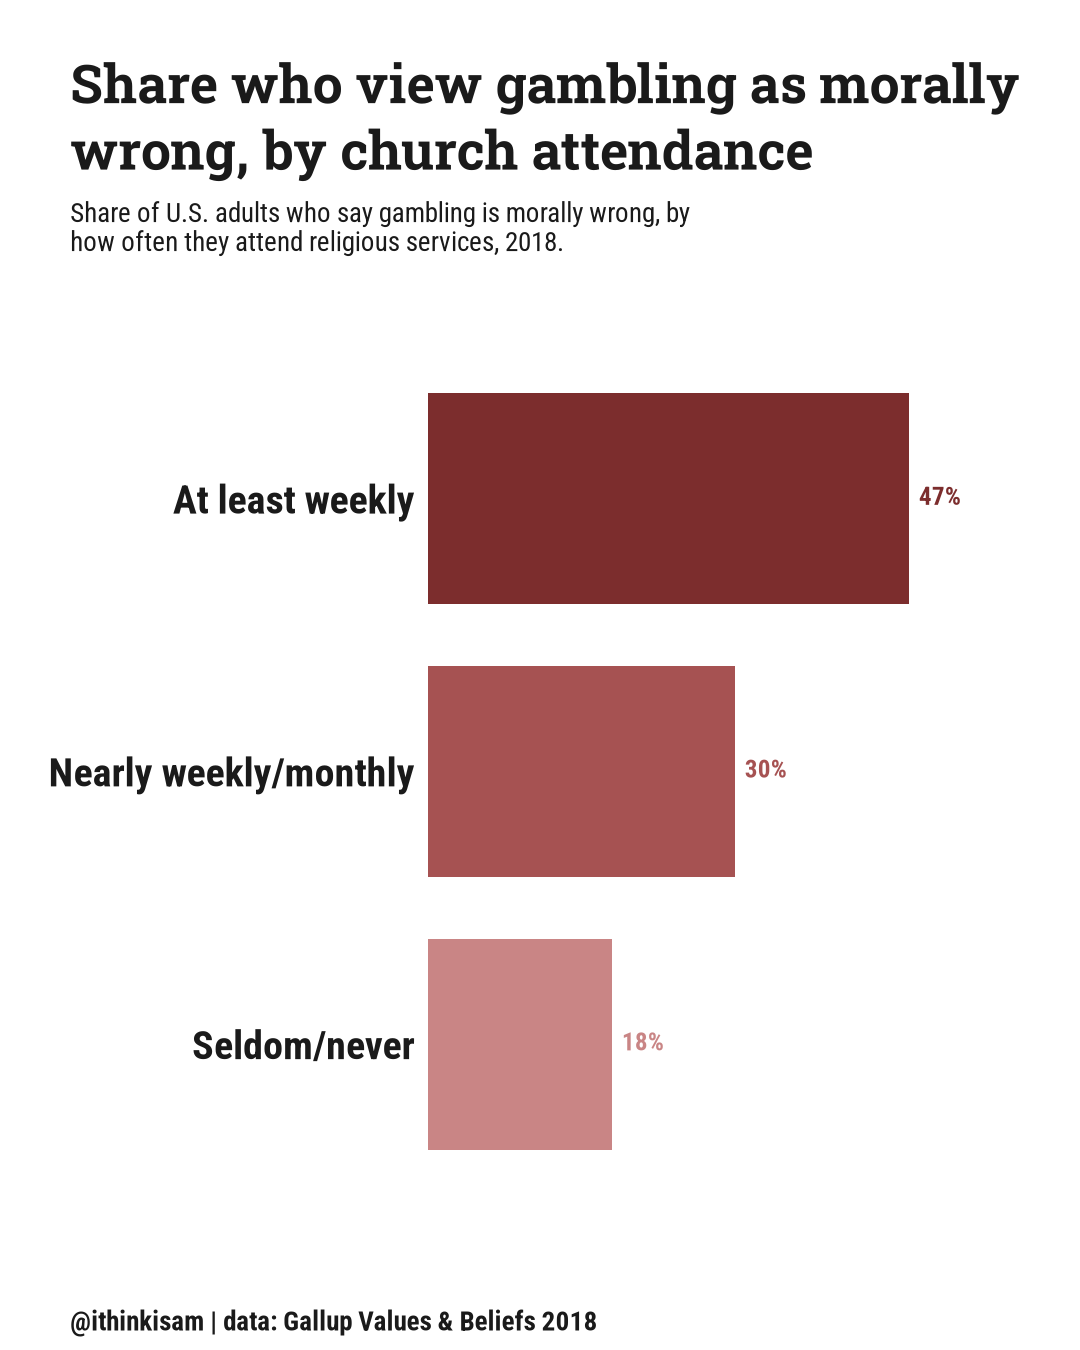 Share who view gambling as morally
wrong, by church attendance
Share of U.S. adults who say gambling is morally wrong, by
how often they attend religious services, 2018.
At least weekly
47%
Nearly weekly/monthly
30%
Seldom/never
18%
@ithinkisam | data: Gallup Values & Beliefs 2018